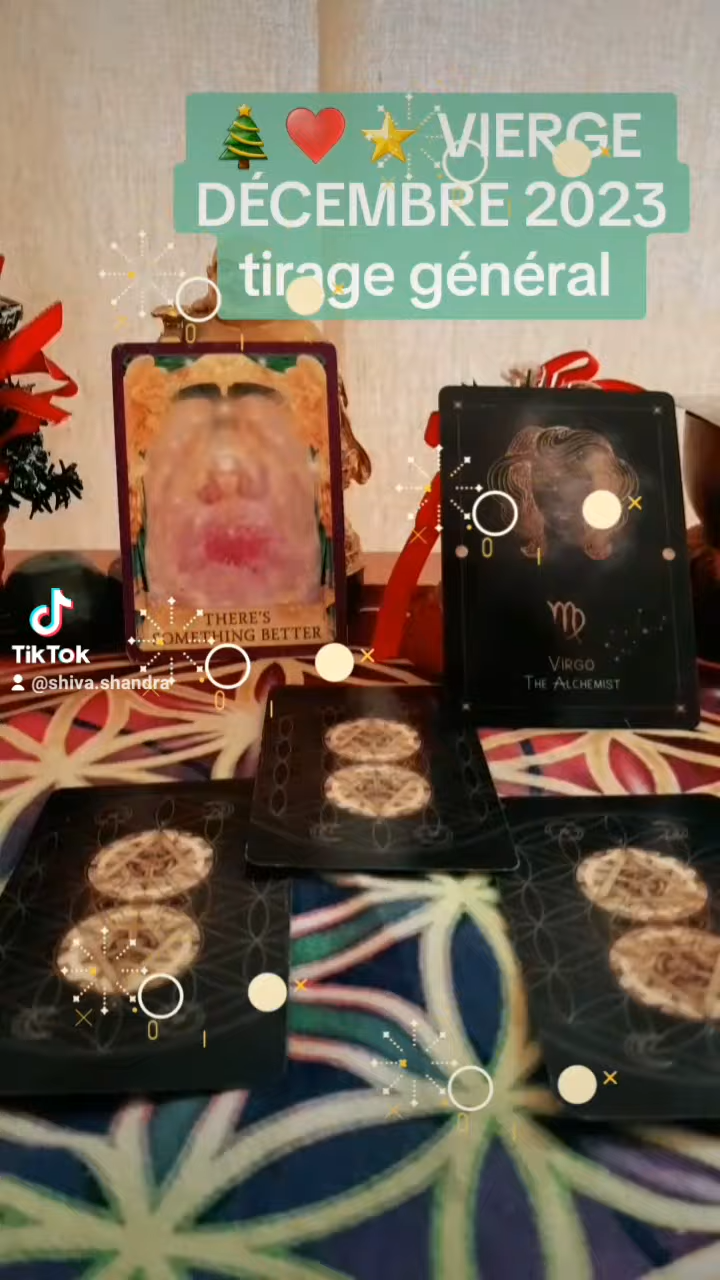 🎄 ❤️ ⭐ VIERGE
DÉCEMBRE 2023
tirage général
THERE'S
SOMETHING BETTER
VIRGO
THE ALCHEMIST
TikTok
@shiva.shandra